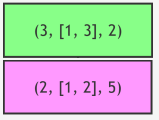 (3, [1, 3], 2)
(2, [1, 2], 5)